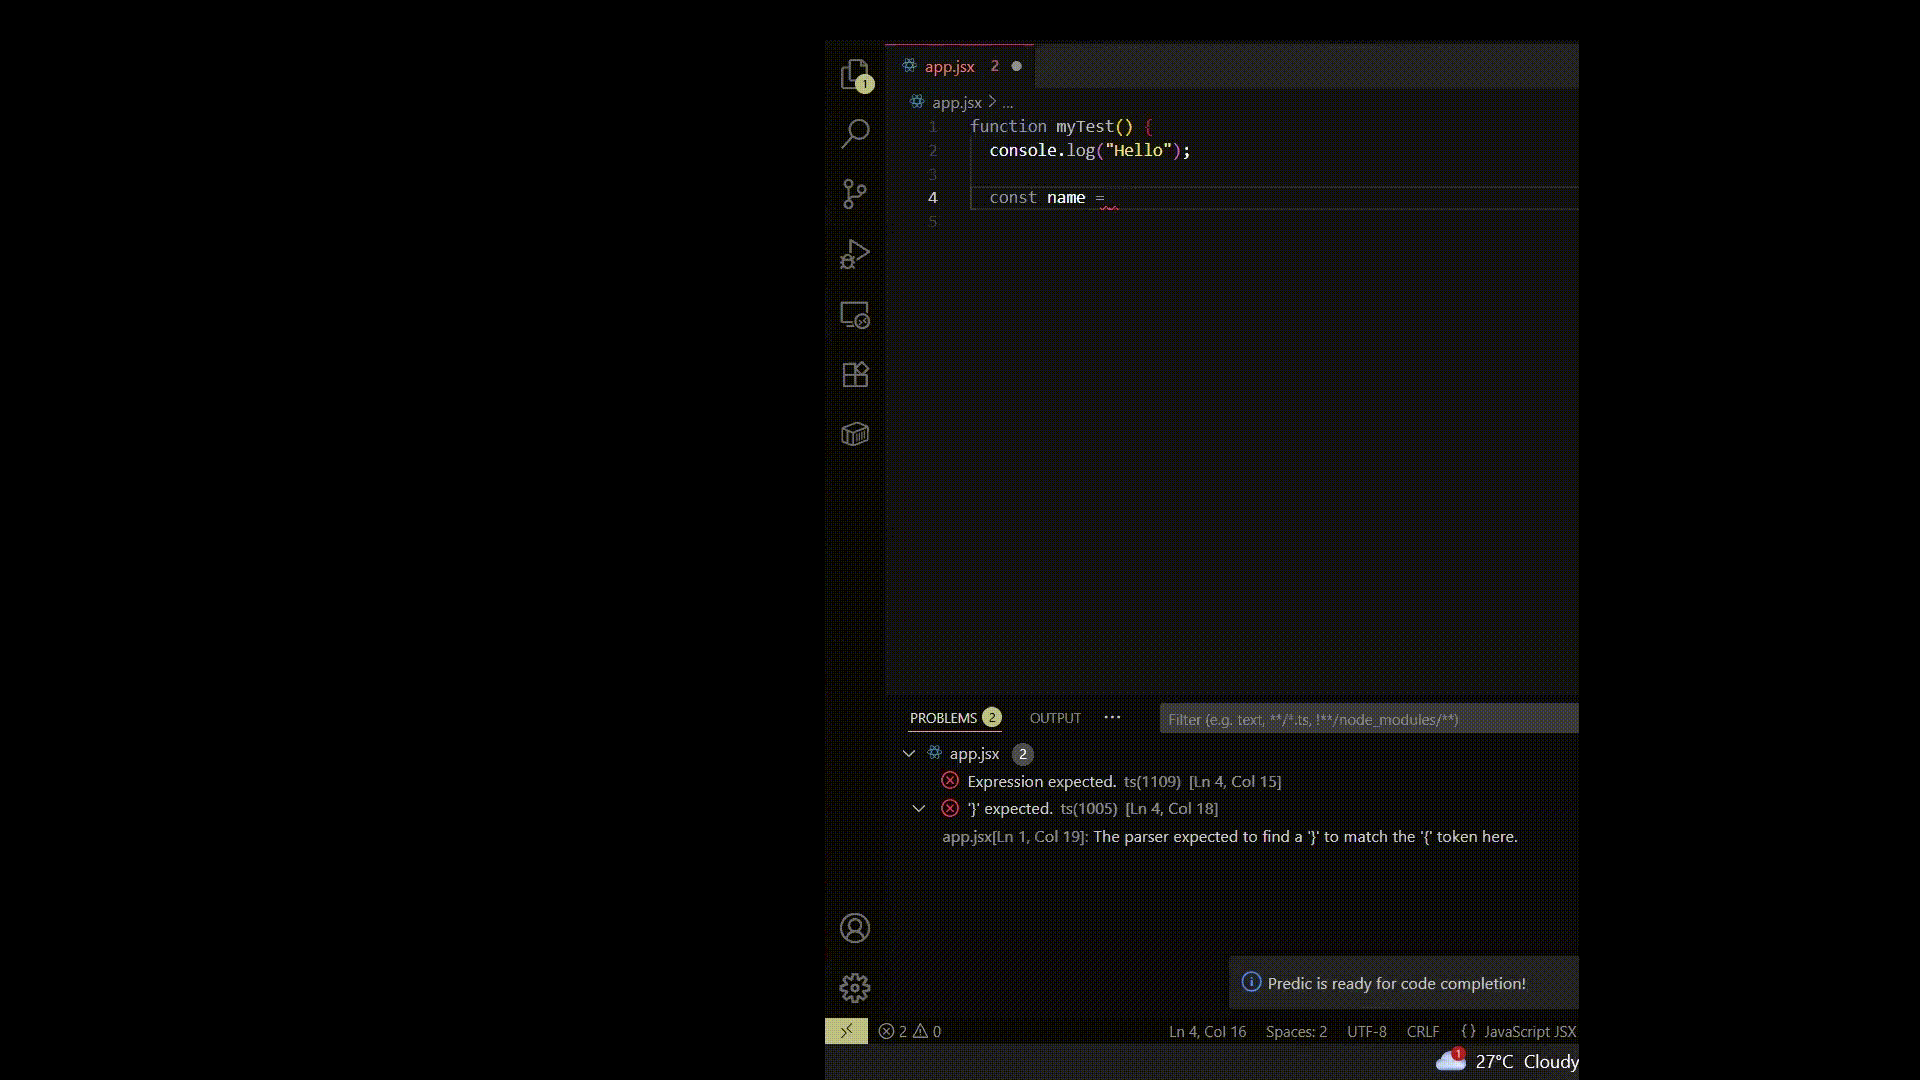 1
app.jsx 2
app.jsx > ...
1 function myTest() {
2 console.log("Hello");
3
4 const name =
5
PROBLEMS 2 OUTPUT ... Filter (e.g. text, **/*.ts, !**/node_modules/**)
app.jsx 2
Expression expected. ts(1109) [Ln 4, Col 15]
'}' expected. ts(1005) [Ln 4, Col 18]
app.jsx[Ln 1, Col 19]: The parser expected to find a '}' to match the '{' token here.
Predic is ready for code completion!
2 0 Ln 4, Col 16 Spaces: 2 UTF-8 CRLF {} JavaScript JSX
1 27°C Cloudy